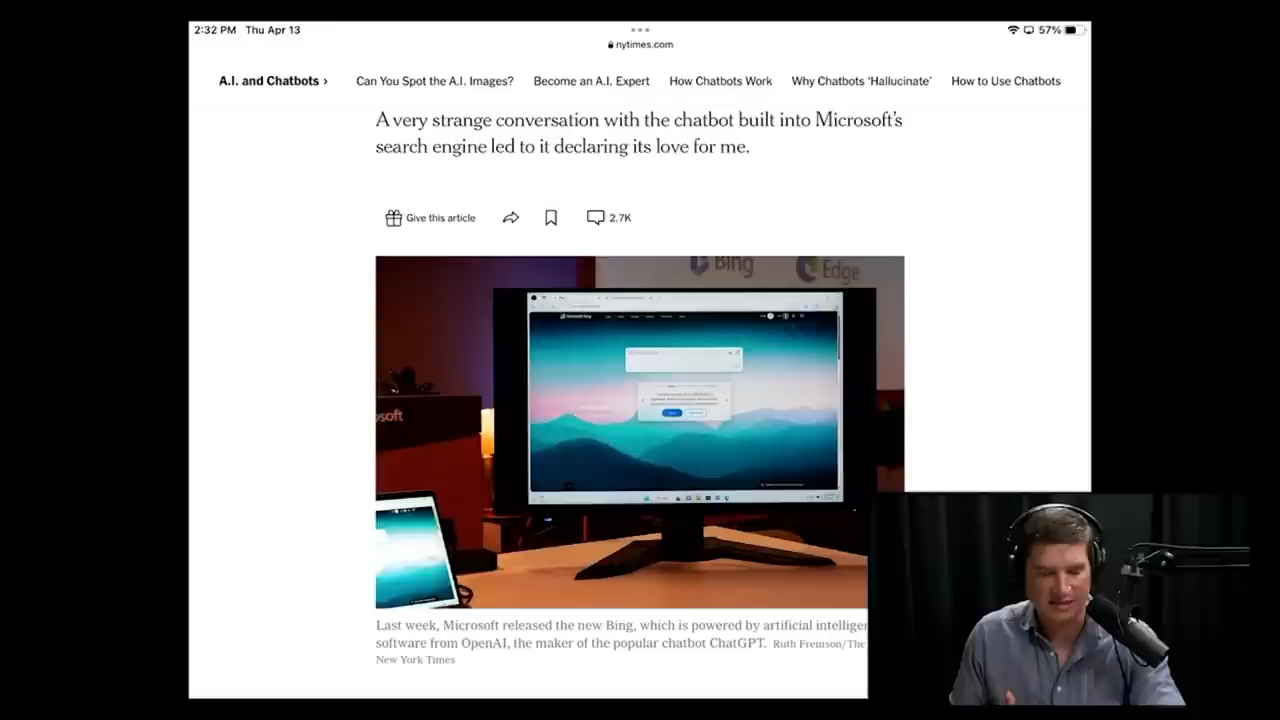 2:32 PM Thu Apr 13
57%
nytimes.com
A.I. and Chatbots › Can You Spot the A.I. Images? Become an A.I. Expert How Chatbots Work Why Chatbots ‘Hallucinate’ How to Use Chatbots
A very strange conversation with the chatbot built into Microsoft’s
search engine led to it declaring its love for me.
Give this article 2.7K
Bing Edge
Microsoft Bing
osoft
Last week, Microsoft released the new Bing, which is powered by artificial intelligen
software from OpenAI, the maker of the popular chatbot ChatGPT. Ruth Fremson/The
New York Times